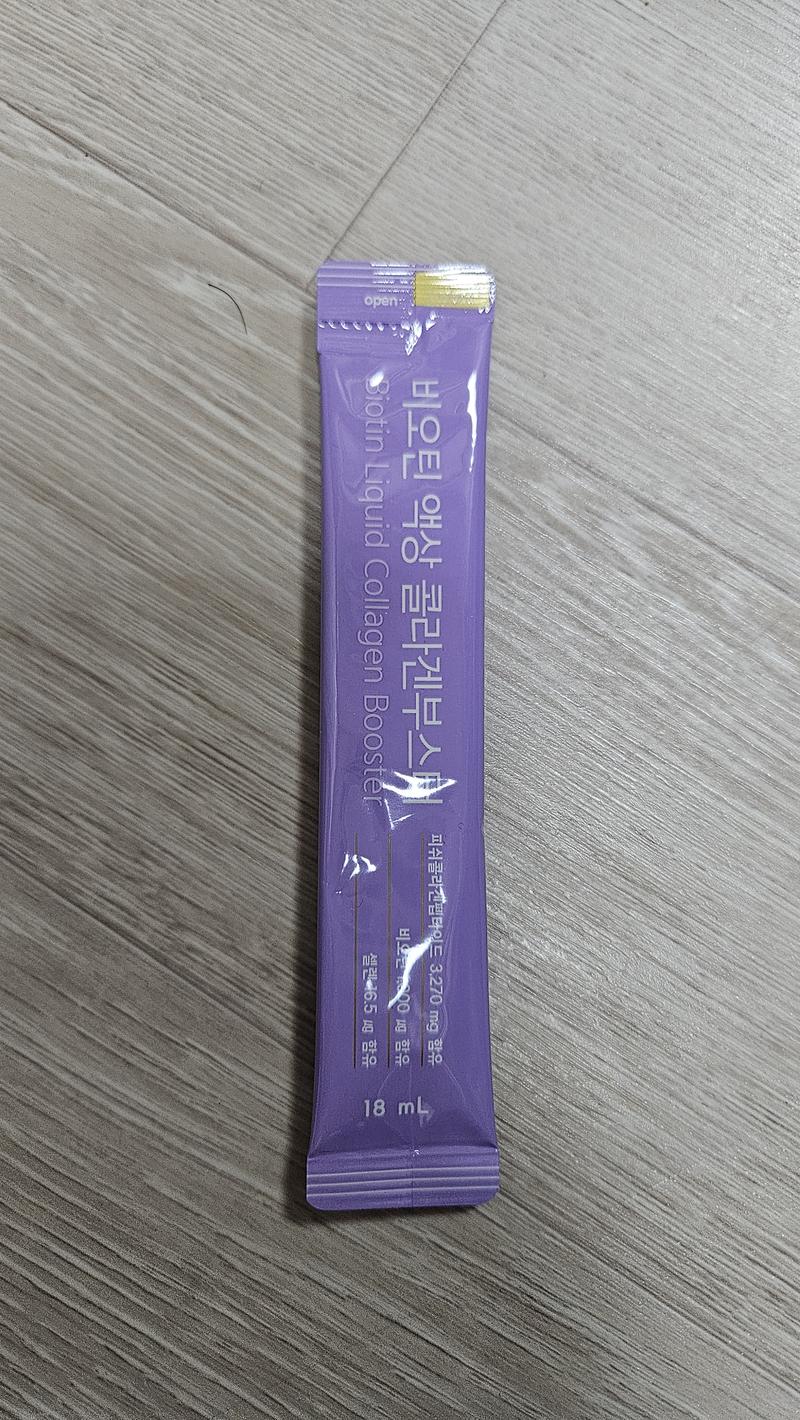 open
비오틴 액상 콜라겐부스터
Biotin Liquid Collagen Booster
피쉬콜라겐펩타이드 3,270 mg 함유
비오틴 μg 함유
셀렌 μg 함유
18 mL